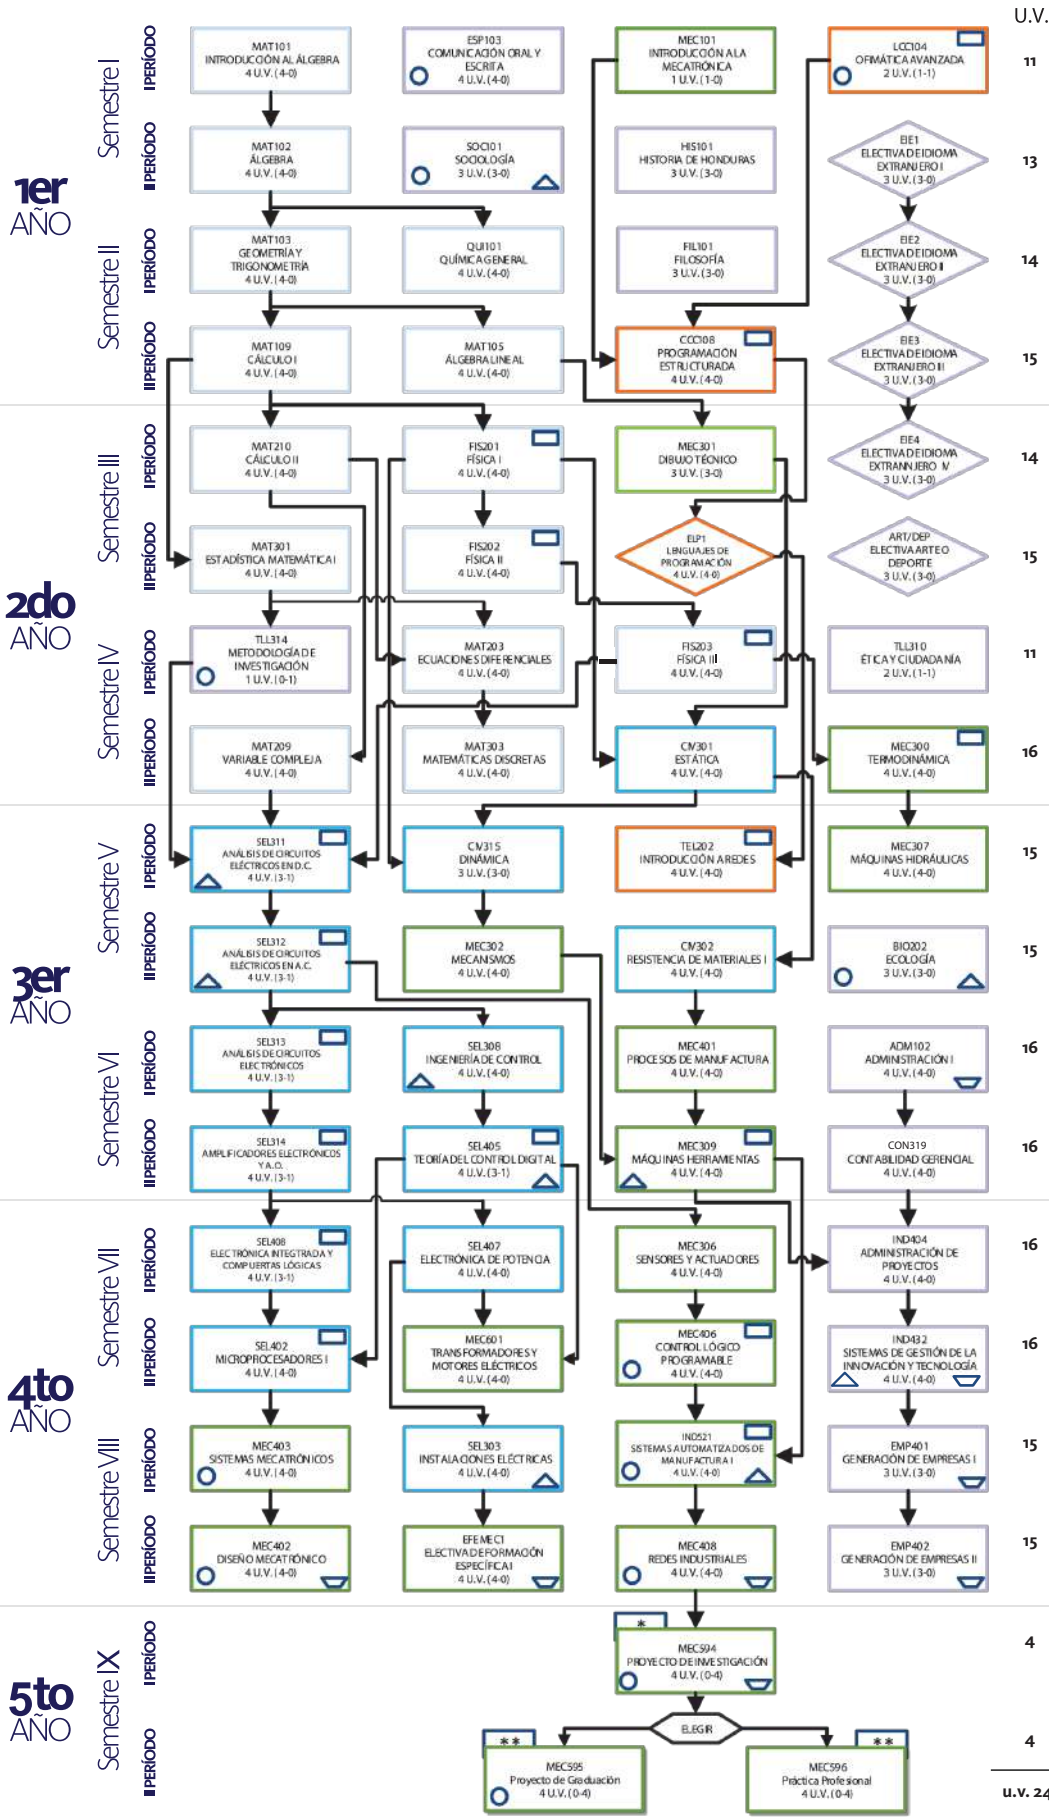 U.V.
1er
AÑO
Semestre I
I PERÍODO
MAT101
INTRODUCCIÓN AL ÁLGEBRA
4 U.V. (4-0)
ESP103
COMUNICACIÓN ORAL Y
ESCRITA
4 U.V. (4-0)
MEC101
INTRODUCCIÓN A LA
MECATRÓNICA
1 U.V. (1-0)
LCC104
OFIMÁTICA AVANZADA
2 U.V. (1-1)
11
II PERÍODO
MAT102
ÁLGEBRA
4 U.V. (4-0)
SOC101
SOCIOLOGÍA
3 U.V. (3-0)
HIS101
HISTORIA DE HONDURAS
3 U.V. (3-0)
EIE1
ELECTIVA DE IDIOMA
EXTRANJERO I
3 U.V. (3-0)
13
Semestre II
I PERÍODO
MAT103
GEOMETRÍA Y
TRIGONOMETRÍA
4 U.V. (4-0)
QUI101
QUÍMICA GENERAL
4 U.V. (4-0)
FIL101
FILOSOFÍA
3 U.V. (3-0)
EIE2
ELECTIVA DE IDIOMA
EXTRANJERO II
3 U.V. (3-0)
14
II PERÍODO
MAT109
CÁLCULO I
4 U.V. (4-0)
MAT105
ÁLGEBRA LINEAL
4 U.V. (4-0)
CCC108
PROGRAMACIÓN
ESTRUCTURADA
4 U.V. (4-0)
EIE3
ELECTIVA DE IDIOMA
EXTRANJERO III
3 U.V. (3-0)
15
2do
AÑO
Semestre III
I PERÍODO
MAT210
CÁLCULO II
4 U.V. (4-0)
FIS201
FÍSICA I
4 U.V. (4-0)
MEC301
DIBUJO TÉCNICO
3 U.V. (3-0)
EIE4
ELECTIVA DE IDIOMA
EXTRANNJERO IV
3 U.V. (3-0)
14
II PERÍODO
MAT301
ESTADÍSTICA MATEMÁTICA I
4 U.V. (4-0)
FIS202
FÍSICA II
4 U.V. (4-0)
ELP1
LENGUAJES DE
PROGRAMACIÓN
4 U.V. (4-0)
ART/DEP
ELECTIVA ARTE O
DEPORTE
3 U.V. (3-0)
15
Semestre IV
I PERÍODO
TLL314
METODOLOGÍA DE
INVESTIGACIÓN
1 U.V. (0-1)
MAT203
ECUACIONES DIFERENCIALES
4 U.V. (4-0)
FIS203
FÍSICA III
4 U.V. (4-0)
TLL310
ÉTICA Y CIUDADANÍA
2 U.V. (1-1)
11
II PERÍODO
MAT209
VARIABLE COMPLEJA
4 U.V. (4-0)
MAT303
MATEMÁTICAS DISCRETAS
4 U.V. (4-0)
CIV301
ESTÁTICA
4 U.V. (4-0)
MEC300
TERMODINÁMICA
4 U.V. (4-0)
16
3er
AÑO
Semestre V
I PERÍODO
SEL311
ANÁLISIS DE CIRCUITOS
ELÉCTRICOS EN D.C.
4 U.V. (3-1)
CIV315
DINÁMICA
3 U.V. (3-0)
TEL202
INTRODUCCIÓN A REDES
4 U.V. (4-0)
MEC307
MÁQUINAS HIDRÁULICAS
4 U.V. (4-0)
15
II PERÍODO
SEL312
ANÁLISIS DE CIRCUITOS
ELÉCTRICOS EN A.C.
4 U.V. (3-1)
MEC302
MECANISMOS
4 U.V. (4-0)
CIV302
RESISTENCIA DE MATERIALES I
4 U.V. (4-0)
BIO202
ECOLOGÍA
3 U.V. (3-0)
15
Semestre VI
I PERÍODO
SEL313
ANÁLISIS DE CIRCUITOS
ELECTRÓNICOS
4 U.V. (3-1)
SEL308
INGENIERÍA DE CONTROL
4 U.V. (4-0)
MEC401
PROCESOS DE MANUFACTURA
4 U.V. (4-0)
ADM102
ADMINISTRACIÓN I
4 U.V. (4-0)
16
II PERÍODO
SEL314
AMPLIFICADORES ELECTRÓNICOS
Y A.O.
4 U.V. (3-1)
SEL405
TEORÍA DEL CONTROL DIGITAL
4 U.V. (3-1)
MEC309
MÁQUINAS HERRAMIENTAS
4 U.V. (4-0)
CON319
CONTABILIDAD GERENCIAL
4 U.V. (4-0)
16
4to
AÑO
Semestre VII
I PERÍODO
SEL408
ELECTRÓNICA INTEGRADA Y
COMPUERTAS LÓGICAS
4 U.V. (3-1)
SEL407
ELECTRÓNICA DE POTENCIA
4 U.V. (4-0)
MEC306
SENSORES Y ACTUADORES
4 U.V. (4-0)
IND404
ADMINISTRACIÓN DE
PROYECTOS
4 U.V. (4-0)
16
II PERÍODO
SEL402
MICROPROCESADORES I
4 U.V. (4-0)
MEC601
TRANSFORMADORES Y
MOTORES ELÉCTRICOS
4 U.V. (4-0)
MEC406
CONTROL LÓGICO
PROGRAMABLE
4 U.V. (4-0)
IND432
SISTEMAS DE GESTIÓN DE LA
INNOVACIÓN Y TECNOLOGÍA
4 U.V. (4-0)
16
Semestre VIII
I PERÍODO
MEC403
SISTEMAS MECATRÓNICOS
4 U.V. (4-0)
SEL303
INSTALACIONES ELÉCTRICAS
4 U.V. (4-0)
IND521
SISTEMAS AUTOMATIZADOS DE
MANUFACTURA I
4 U.V. (4-0)
EMP401
GENERACIÓN DE EMPRESAS I
3 U.V. (3-0)
15
II PERÍODO
MEC402
DISEÑO MECATRÓNICO
4 U.V. (4-0)
EFEMEC1
ELECTIVA DE FORMACIÓN
ESPECÍFICA I
4 U.V. (4-0)
MEC408
REDES INDUSTRIALES
4 U.V. (4-0)
EMP402
GENERACIÓN DE EMPRESAS II
3 U.V. (3-0)
15
5to
AÑO
Semestre IX
I PERÍODO
*
MEC594
PROYECTO DE INVESTIGACIÓN
4 U.V. (0-4)
4
ELEGIR
II PERÍODO
**
MEC595
Proyecto de Graduación
4 U.V. (0-4)
**
MEC596
Práctica Profesional
4 U.V. (0-4)
4
u.v. 24